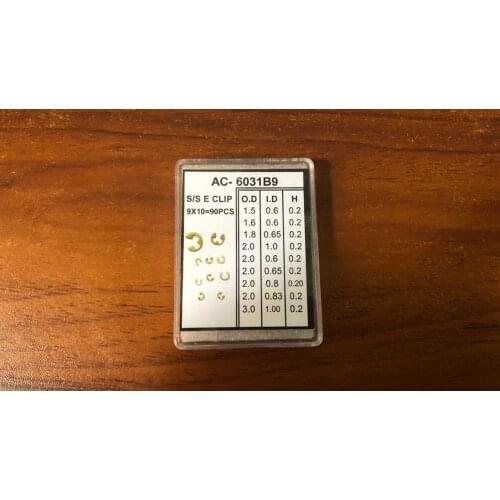 AC- 6031B9
S/S E CLIP
9X10=90PCS
O.D I.D H
1.5 0.6 0.2
1.6 0.6 0.2
1.8 0.65 0.2
2.0 1.0 0.2
2.0 0.6 0.2
2.0 0.65 0.2
2.0 0.8 0.20
2.0 0.83 0.2
3.0 1.00 0.2